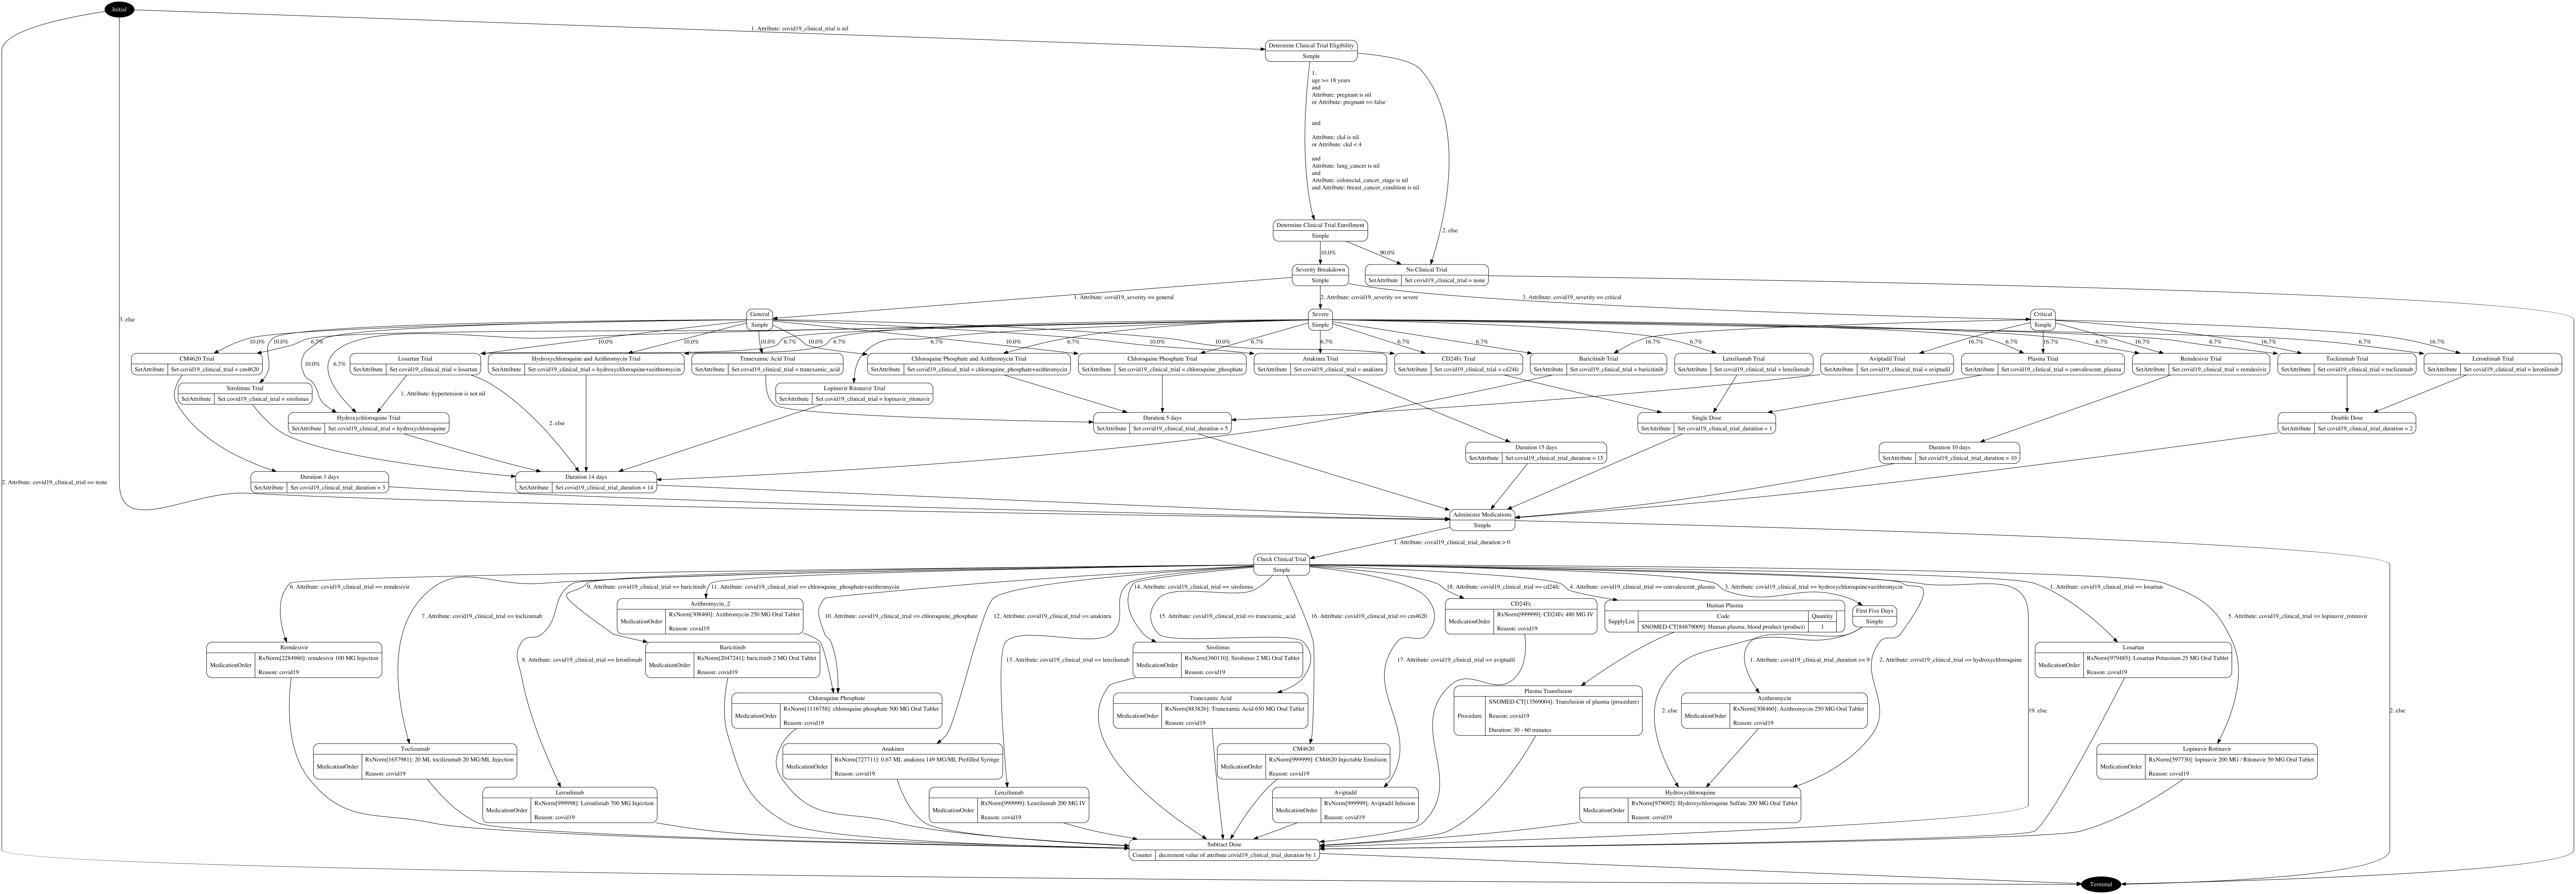 Initial
1. Attribute: covid19_clinical_trial is nil
Determine Clinical Trial Eligibility
Simple
1.
age >= 18 years
and
Attribute: pregnant is nil
or Attribute: pregnant == false
and
Attribute: ckd is nil
or Attribute: ckd < 4
and
Attribute: lung_cancer is nil
and
Attribute: colorectal_cancer_stage is nil
and Attribute: breast_cancer_condition is nil
2. else
Determine Clinical Trial Enrollment
Simple
10.0%
90.0%
Severity Breakdown
Simple
No Clinical Trial
SetAttribute
Set covid19_clinical_trial = none
1. Attribute: covid19_severity == general
2. Attribute: covid19_severity == severe
3. Attribute: covid19_severity == critical
3. else
General
Simple
Severe
Simple
Critical
Simple
10.0%
10.0%
6.7%
10.0%
6.7%
10.0%
10.0%
6.7%
10.0%
10.0%
6.7%
6.7%
10.0%
6.7%
10.0%
6.7%
10.0%
6.7%
6.7%
16.7%
6.7%
16.7%
16.7%
6.7%
6.7%
16.7%
6.7%
16.7%
6.7%
16.7%
CM4620 Trial
SetAttribute
Set covid19_clinical_trial = cm4620
Losartan Trial
SetAttribute
Set covid19_clinical_trial = losartan
Hydroxychloroquine and Azithromycin Trial
SetAttribute
Set covid19_clinical_trial = hydroxychloroquine+azithromycin
Tranexamic Acid Trial
SetAttribute
Set covid19_clinical_trial = tranexamic_acid
Chloroquine Phosphate and Azithromycin Trial
SetAttribute
Set covid19_clinical_trial = chloroquine_phosphate+azithromycin
Chloroquine Phosphate Trial
SetAttribute
Set covid19_clinical_trial = chloroquine_phosphate
Anakinra Trial
SetAttribute
Set covid19_clinical_trial = anakinra
CD24Fc Trial
SetAttribute
Set covid19_clinical_trial = cd24fc
Baricitinib Trial
SetAttribute
Set covid19_clinical_trial = baricitinib
Lenzilumab Trial
SetAttribute
Set covid19_clinical_trial = lenzilumab
Aviptadil Trial
SetAttribute
Set covid19_clinical_trial = aviptadil
Plasma Trial
SetAttribute
Set covid19_clinical_trial = convalescent_plasma
Remdesivir Trial
SetAttribute
Set covid19_clinical_trial = remdesivir
Toclizumab Trial
SetAttribute
Set covid19_clinical_trial = toclizumab
Leronlimab Trial
SetAttribute
Set covid19_clinical_trial = leronlimab
Sirolimus Trial
SetAttribute
Set covid19_clinical_trial = sirolimus
Lopinavir Ritonavir Trial
SetAttribute
Set covid19_clinical_trial = lopinavir_ritonavir
1. Attribute: hypertension is not nil
2. else
Hydroxychloroquine Trial
SetAttribute
Set covid19_clinical_trial = hydroxychloroquine
Duration 5 days
SetAttribute
Set covid19_clinical_trial_duration = 5
Single Dose
SetAttribute
Set covid19_clinical_trial_duration = 1
Double Dose
SetAttribute
Set covid19_clinical_trial_duration = 2
Duration 15 days
SetAttribute
Set covid19_clinical_trial_duration = 15
Duration 10 days
SetAttribute
Set covid19_clinical_trial_duration = 10
Duration 3 days
SetAttribute
Set covid19_clinical_trial_duration = 3
Duration 14 days
SetAttribute
Set covid19_clinical_trial_duration = 14
2. Attribute: covid19_clinical_trial == none
Administer Medications
Simple
1. Attribute: covid19_clinical_trial_duration > 0
2. else
Check Clinical Trial
Simple
6. Attribute: covid19_clinical_trial == remdesivir
9. Attribute: covid19_clinical_trial == baricitinib
11. Attribute: covid19_clinical_trial == chloroquine_phosphate+azithromycin
14. Attribute: covid19_clinical_trial == sirolimus
18. Attribute: covid19_clinical_trial == cd24fc
4. Attribute: covid19_clinical_trial == convalescent_plasma
3. Attribute: covid19_clinical_trial == hydroxychloroquine+azithromycin
1. Attribute: covid19_clinical_trial == losartan
7. Attribute: covid19_clinical_trial == toclizumab
10. Attribute: covid19_clinical_trial == chloroquine_phosphate
12. Attribute: covid19_clinical_trial == anakinra
15. Attribute: covid19_clinical_trial == tranexamic_acid
16. Attribute: covid19_clinical_trial == cm4620
5. Attribute: covid19_clinical_trial == lopinavir_rotinavir
8. Attribute: covid19_clinical_trial == leronlimab
13. Attribute: covid19_clinical_trial == lenzilumab
17. Attribute: covid19_clinical_trial == aviptadil
1. Attribute: covid19_clinical_trial_duration >= 9
2. Attribute: covid19_clinical_trial == hydroxychloroquine
2. else
19. else
Azithromycin_2
MedicationOrder
RxNorm[308460]: Azithromycin 250 MG Oral Tablet
Reason: covid19
CD24Fc
MedicationOrder
RxNorm[999999]: CD24Fc 480 MG IV
Reason: covid19
Human Plasma
SupplyList
Code
Quantity
SNOMED-CT[84879009]: Human plasma, blood product (product)
1
First Five Days
Simple
Remdesivir
MedicationOrder
RxNorm[2284960]: remdesivir 100 MG Injection
Reason: covid19
Baricitinib
MedicationOrder
RxNorm[2047241]: baricitinib 2 MG Oral Tablet
Reason: covid19
Sirolimus
MedicationOrder
RxNorm[360110]: Sirolimus 2 MG Oral Tablet
Reason: covid19
Losartan
MedicationOrder
RxNorm[979485]: Losartan Potassium 25 MG Oral Tablet
Reason: covid19
Chloroquine Phosphate
MedicationOrder
RxNorm[1116758]: chloroquine phosphate 500 MG Oral Tablet
Reason: covid19
Tranexamic Acid
MedicationOrder
RxNorm[883826]: Tranexamic Acid 650 MG Oral Tablet
Reason: covid19
Plasma Transfusion
Procedure
SNOMED-CT[13569004]: Transfusion of plasma (procedure)
Reason: covid19
Duration: 30 - 60 minutes
Azithromycin
MedicationOrder
RxNorm[308460]: Azithromycin 250 MG Oral Tablet
Reason: covid19
Toclizumab
MedicationOrder
RxNorm[1657981]: 20 ML tocilizumab 20 MG/ML Injection
Reason: covid19
Anakinra
MedicationOrder
RxNorm[727711]: 0.67 ML anakinra 149 MG/ML Prefilled Syringe
Reason: covid19
CM4620
MedicationOrder
RxNorm[999999]: CM4620 Injectable Emulsion
Reason: covid19
Lopinavir Rotinavir
MedicationOrder
RxNorm[597730]: lopinavir 200 MG / Ritonavir 50 MG Oral Tablet
Reason: covid19
Leronlimab
MedicationOrder
RxNorm[999998]: Leronlimab 700 MG Injection
Reason: covid19
Lenzilumab
MedicationOrder
RxNorm[999999]: Lenzilumab 200 MG IV
Reason: covid19
Aviptadil
MedicationOrder
RxNorm[999999]: Aviptadil Infusion
Reason: covid19
Hydroxychloroquine
MedicationOrder
RxNorm[979092]: Hydroxychloroquine Sulfate 200 MG Oral Tablet
Reason: covid19
Subtract Dose
Counter
decrement value of attribute covid19_clinical_trial_duration by 1
Terminal